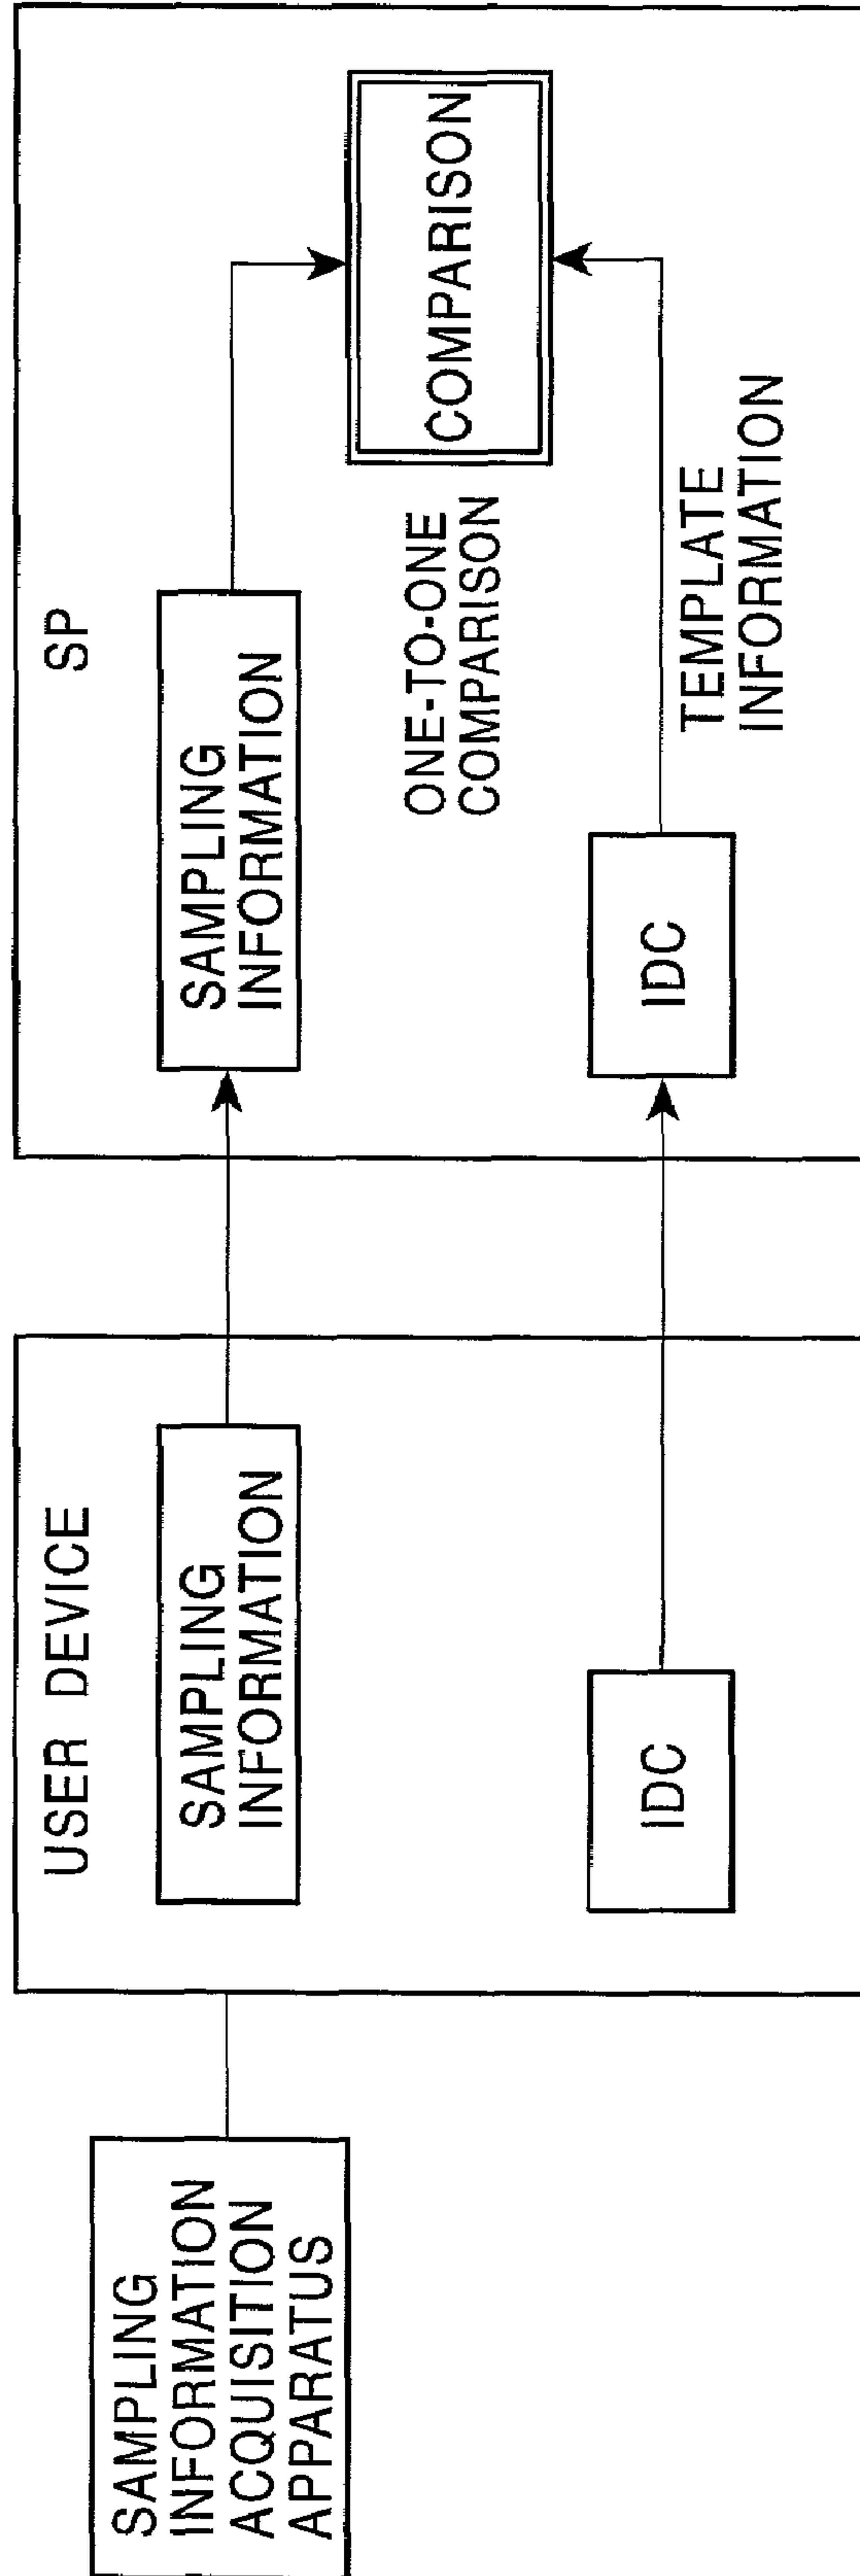 SAMPLING
INFORMATION
ACQUISITION
APPARATUS
USER DEVICE
SAMPLING
INFORMATION
IDC
SP
SAMPLING
INFORMATION
ONE-TO-ONE
COMPARISON
COMPARISON
IDC
TEMPLATE
INFORMATION